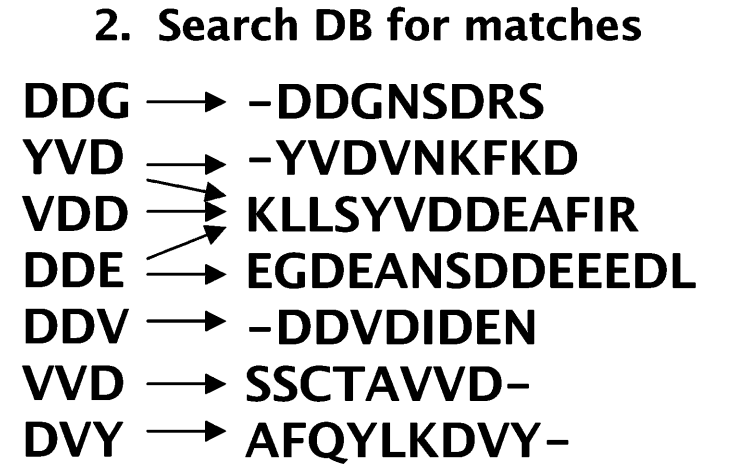 2. Search DB for matches
DDG → -DDGNSDRS
YVD → -YVDVNKFKD
VDD → KLLSYVDDEAFIR
DDE → EGDEANSDDEEEDL
DDV → -DDVDIDEN
VVD → SSCTAVVD-
DVY → AFQYLKDVY-